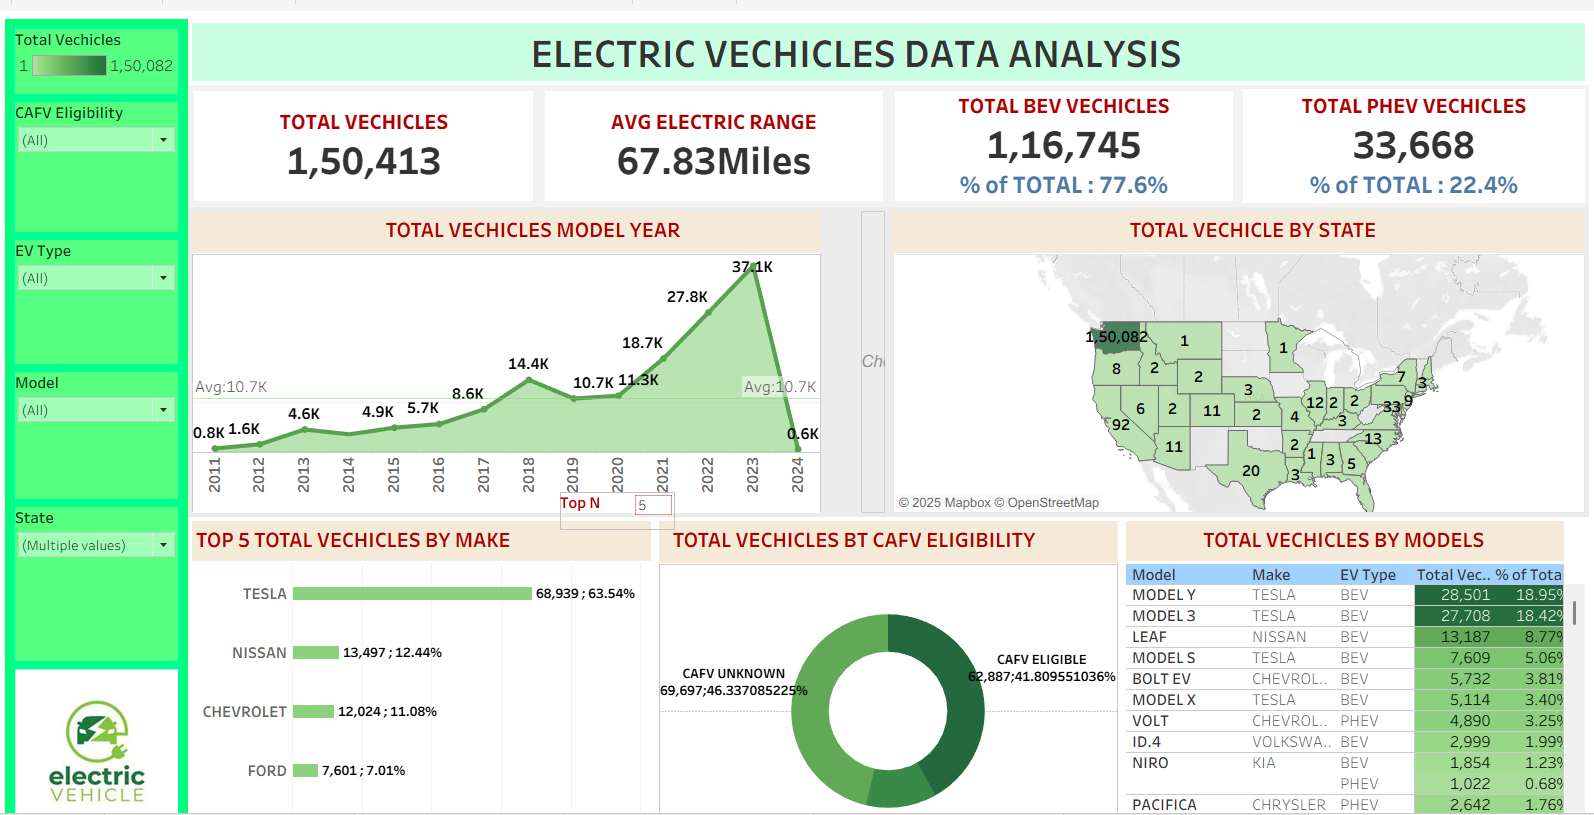 Total Vechicles
1 1,50,082
CAFV Eligibility
(All)
EV Type
(All)
Model
(All)
State
(Multiple values)
electric
VEHICLE
ELECTRIC VECHICLES DATA ANALYSIS
TOTAL VECHICLES
1,50,413
AVG ELECTRIC RANGE
67.83Miles
TOTAL BEV VECHICLES
1,16,745
% of TOTAL : 77.6%
TOTAL PHEV VECHICLES
33,668
% of TOTAL : 22.4%
TOTAL VECHICLES MODEL YEAR
37.1K
27.8K
18.7K
14.4K
10.7K 11.3K
8.6K
Avg:10.7K Avg:10.7K
4.6K 4.9K 5.7K
0.8K 1.6K 0.6K
2011 2012 2013 2014 2015 2016 2017 2018 2019 2020 2021 2022 2023 2024
Top N 5
Ch
TOTAL VECHICLE BY STATE
1,50,082 1 1
8 2 2 7 3
3 12 2 2 33 9
6 2 11 2 4 3
92 11 2 13
20 3 1 3 5
© 2025 Mapbox © OpenStreetMap
TOP 5 TOTAL VECHICLES BY MAKE
TESLA 68,939 ; 63.54%
NISSAN 13,497 ; 12.44%
CHEVROLET 12,024 ; 11.08%
FORD 7,601 ; 7.01%
TOTAL VECHICLES BT CAFV ELIGIBILITY
CAFV UNKNOWN
69,697;46.337085225%
CAFV ELIGIBLE
62,887;41.809551036%
TOTAL VECHICLES BY MODELS
Model Make EV Type Total Vec.. % of Tota
MODEL Y TESLA BEV 28,501 18.95%
MODEL 3 TESLA BEV 27,708 18.42%
LEAF NISSAN BEV 13,187 8.77%
MODEL S TESLA BEV 7,609 5.06%
BOLT EV CHEVROL.. BEV 5,732 3.81%
MODEL X TESLA BEV 5,114 3.40%
VOLT CHEVROL.. PHEV 4,890 3.25%
ID.4 VOLKSWA.. BEV 2,999 1.99%
NIRO KIA BEV 1,854 1.23%
PHEV 1,022 0.68%
PACIFICA CHRYSLER PHEV 2,642 1.76%